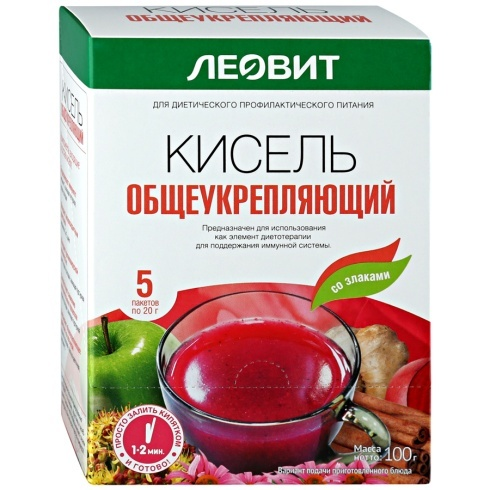 КИСЕЛЬ
ЛЕОВИТ
ДЛЯ ДИЕТИЧЕСКОГО ПРОФИЛАКТИЧЕСКОГО ПИТАНИЯ
КИСЕЛЬ
ОБЩЕУКРЕПЛЯЮЩИЙ
Предназначен для использования
как элемент диетотерапии
для поддержания иммунной системы.
со злаками
5
пакетов
по 20 г
ПРОСТО ЗАЛИТЬ КИПЯТКОМ
1-2 мин.
И ГОТОВО!
Масса
нетто: 100г
Вариант подачи приготовленного блюда
КИСЕЛЬ
ОБЩЕУКРЕПЛЯЮЩИЙ